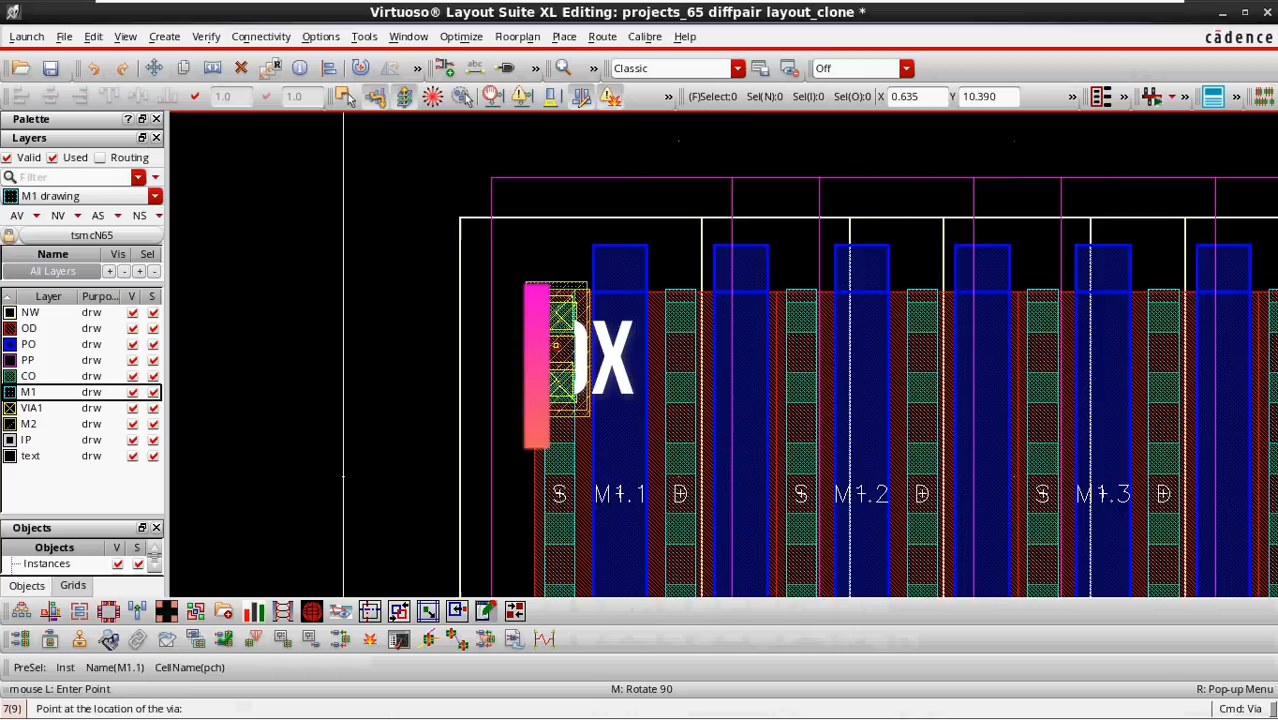 Virtuoso® Layout Suite XL Editing: projects_65 diffpair layout_clone *
Launch File Edit View Create Verify Connectivity Options Tools Window Optimize Floorplan Place Route Calibre Help
cādence
» » » Classic Off
1.0 1.0 » (F)Select:0 Sel(N):0 Sel(I):0 Sel(O):0 X 0.635 Y 10.390 » » » »
Palette
Layers
Valid Used Routing
Filter
M1 drawing
AV NV AS NS
tsmcN65
Name Vis Sel
All Layers + - + -
Layer Purpo... V S
NW drw
OD drw
PO drw
PP drw
CO drw
M1 drw
VIA1 drw
M2 drw
IP drw
text drw
Objects
Objects V S
Instances
Objects Grids
OX
S M1.1 D S M1.2 D S M1.3 D
PreSel: Inst Name(M1.1) CellName(pch)
mouse L: Enter Point M: Rotate 90 R: Pop-up Menu
7(9) Point at the location of the via: Cmd: Via